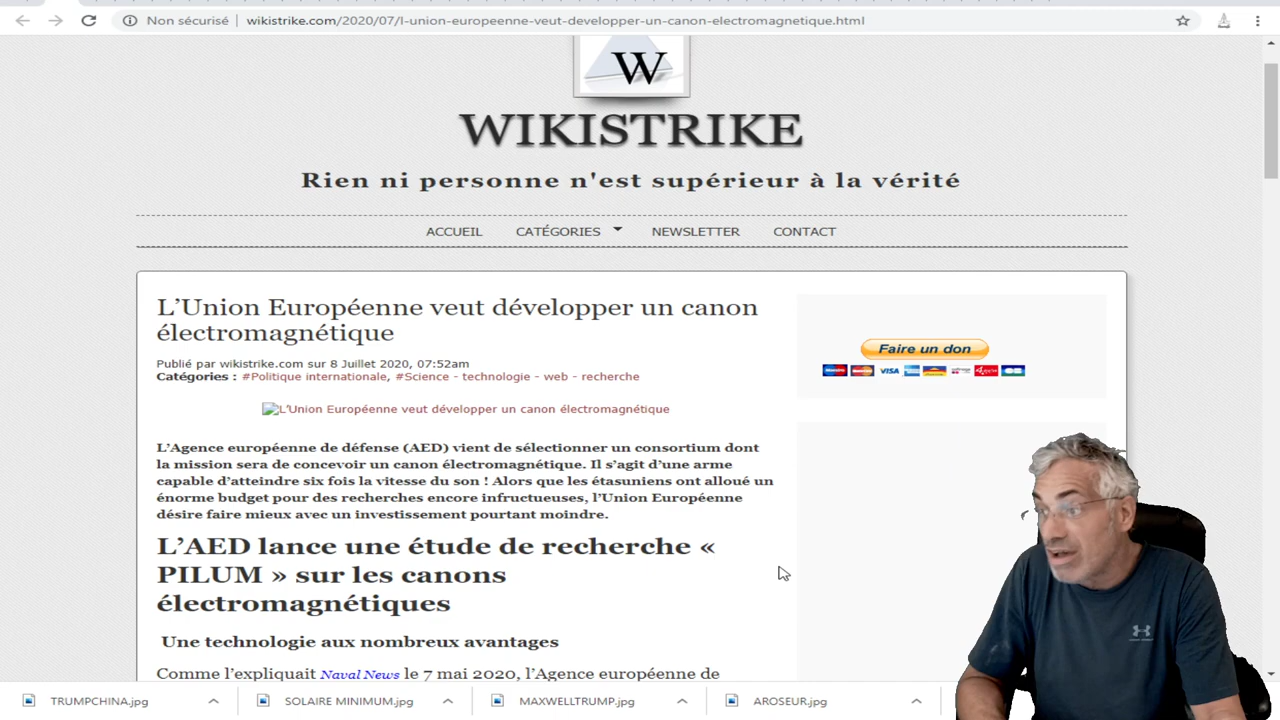 Non sécurisé
wikistrike.com/2020/07/l-union-europeenne-veut-developper-un-canon-electromagnetique.html
W
WIKISTRIKE
Rien ni personne n'est supérieur à la vérité
ACCUEIL CATÉGORIES NEWSLETTER CONTACT
L'Union Européenne veut développer un canon
électromagnétique
Publié par wikistrike.com sur 8 Juillet 2020, 07:52am
Catégories : #Politique internationale, #Science - technologie - web - recherche
L'Union Européenne veut développer un canon électromagnétique
Faire un don
VISA
L'Agence européenne de défense (AED) vient de sélectionner un consortium dont
la mission sera de concevoir un canon électromagnétique. Il s'agit d'une arme
capable d'atteindre six fois la vitesse du son ! Alors que les étasuniens ont alloué un
énorme budget pour des recherches encore infructueuses, l'Union Européenne
désire faire mieux avec un investissement pourtant moindre.
L'AED lance une étude de recherche «
PILUM » sur les canons
électromagnétiques
Une technologie aux nombreux avantages
Comme l'expliquait Naval News le 7 mai 2020, l'Agence européenne de
TRUMPCHINA.jpg
SOLAIRE MINIMUM.jpg
MAXWELLTRUMP.jpg
AROSEUR.jpg